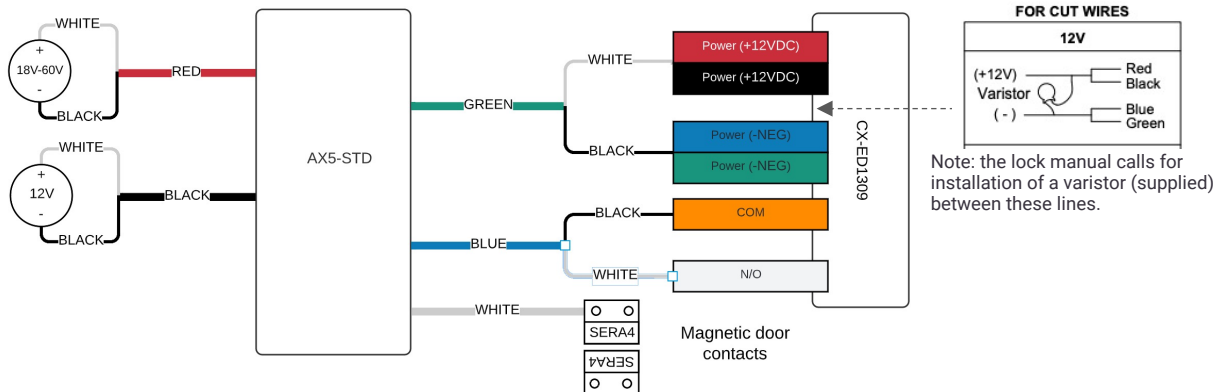 WHITE
+
18V-60V
-
BLACK
RED
WHITE
+
12V
-
BLACK
BLACK
AX5-STD
GREEN
WHITE
BLACK
BLUE
BLACK
WHITE
WHITE
Power (+12VDC)
Power (+12VDC)
Power (-NEG)
Power (-NEG)
COM
N/O
CX-ED1309
SERA4
SERA4
Magnetic door
contacts
FOR CUT WIRES
12V
(+12V)
Varistor
( - )
Red
Black
Blue
Green
Note: the lock manual calls for
installation of a varistor (supplied)
between these lines.